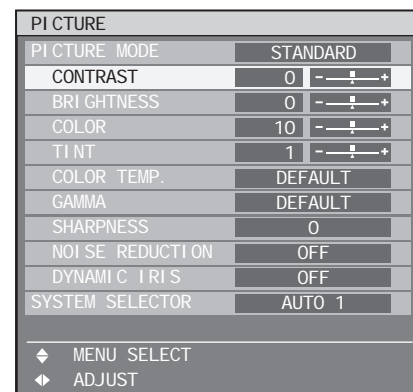 PICTURE
PICTURE MODE STANDARD
CONTRAST 0 - +
BRIGHTNESS 0 - +
COLOR 10 - +
TINT 1 - +
COLOR TEMP. DEFAULT
GAMMA DEFAULT
SHARPNESS 0
NOISE REDUCTION OFF
DYNAMIC IRIS OFF
SYSTEM SELECTOR AUTO 1
MENU SELECT
ADJUST